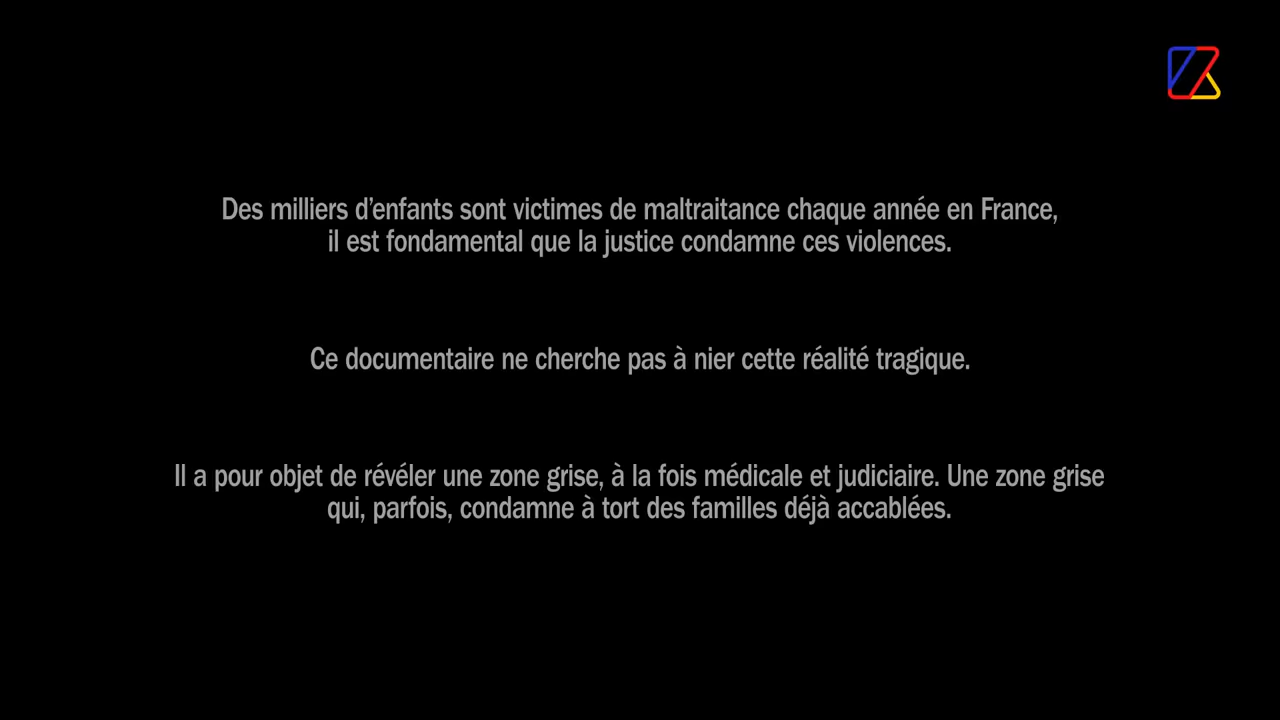 Des milliers d’enfants sont victimes de maltraitance chaque année en France,
il est fondamental que la justice condamne ces violences.
Ce documentaire ne cherche pas à nier cette réalité tragique.
Il a pour objet de révéler une zone grise, à la fois médicale et judiciaire. Une zone grise
qui, parfois, condamne à tort des familles déjà accablées.